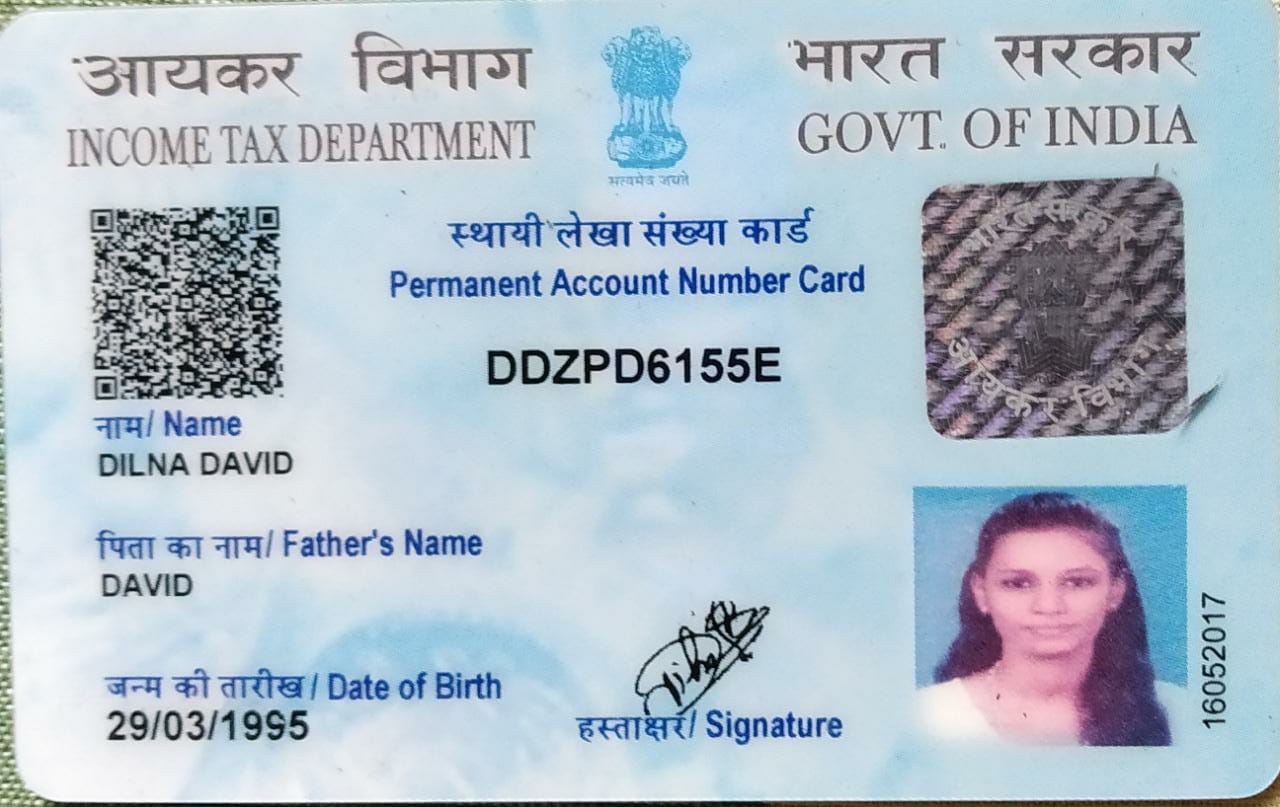 आयकर विभाग
INCOME TAX DEPARTMENT
सत्यमेव जयते
भारत सरकार
GOVT. OF INDIA
स्थायी लेखा संख्या कार्ड
Permanent Account Number Card
DDZPD6155E
भारत सरकार
आयकर विभाग
नाम/ Name
DILNA DAVID
पिता का नाम/ Father's Name
DAVID
जन्म की तारीख / Date of Birth
29/03/1995
हस्ताक्षर/ Signature
16052017